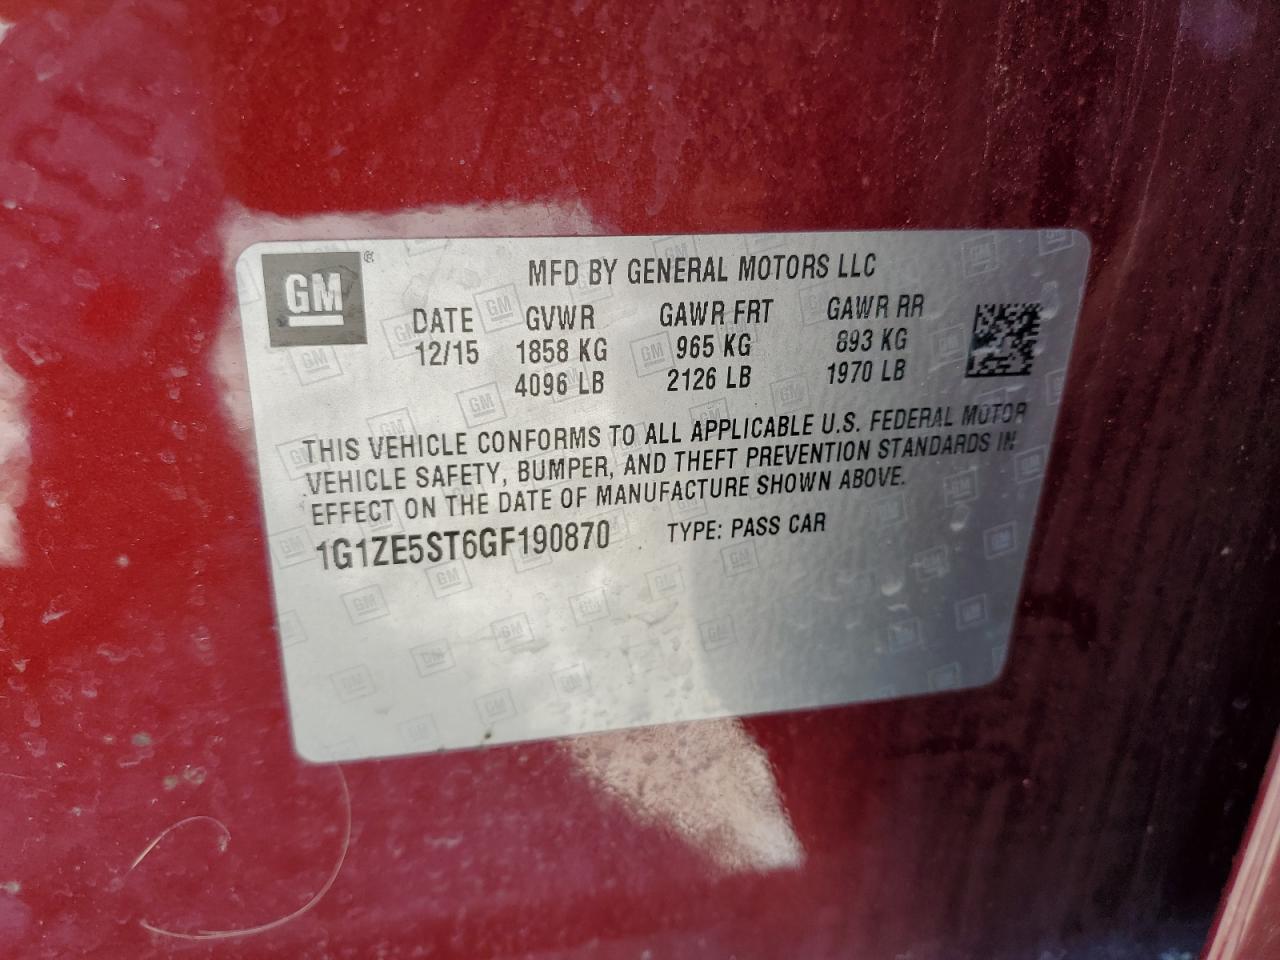 GM
MFD BY GENERAL MOTORS LLC
DATE GVWR GAWR FRT GAWR RR
12/15 1858 KG 965 KG 893 KG
4096 LB 2126 LB 1970 LB
THIS VEHICLE CONFORMS TO ALL APPLICABLE U.S. FEDERAL MOTOR
VEHICLE SAFETY, BUMPER, AND THEFT PREVENTION STANDARDS IN
EFFECT ON THE DATE OF MANUFACTURE SHOWN ABOVE.
1G1ZE5ST6GF190870 TYPE: PASS CAR